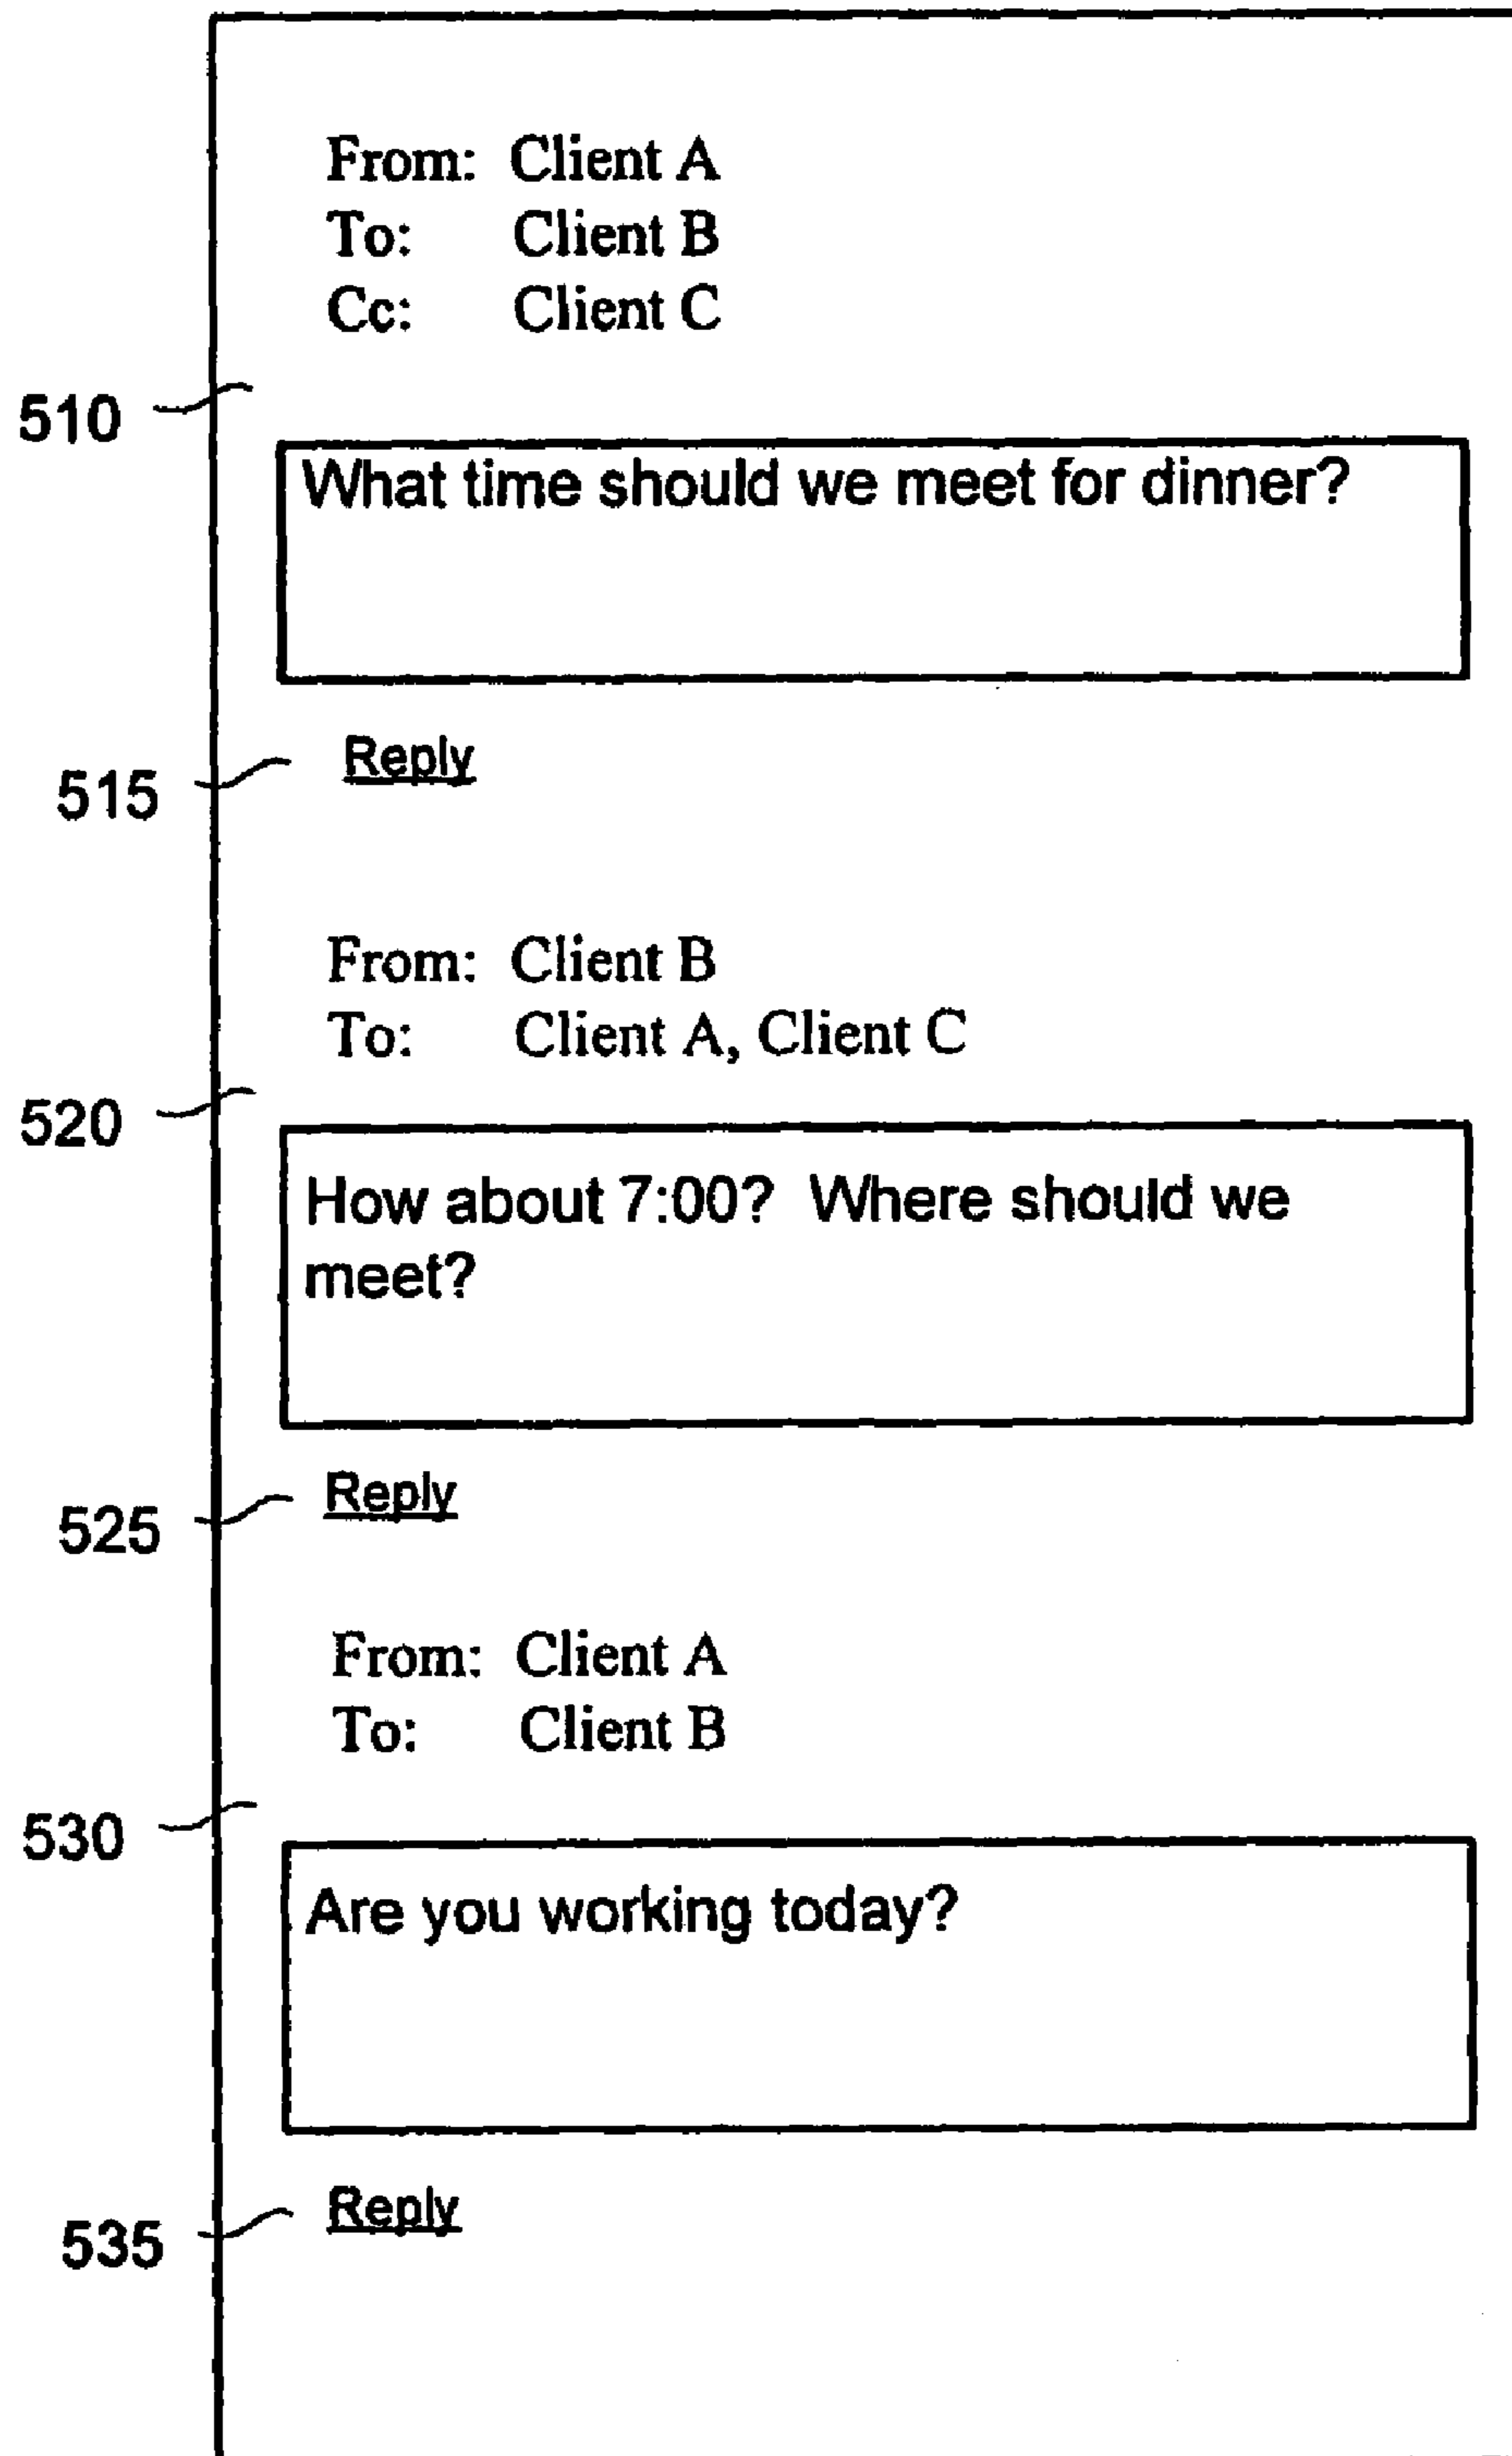 From: Client A
To: Client B
Cc: Client C
510
What time should we meet for dinner?
Reply
515
From: Client B
To: Client A, Client C
520
How about 7:00? Where should we
meet?
Reply
525
From: Client A
To: Client B
530
Are you working today?
Reply
535